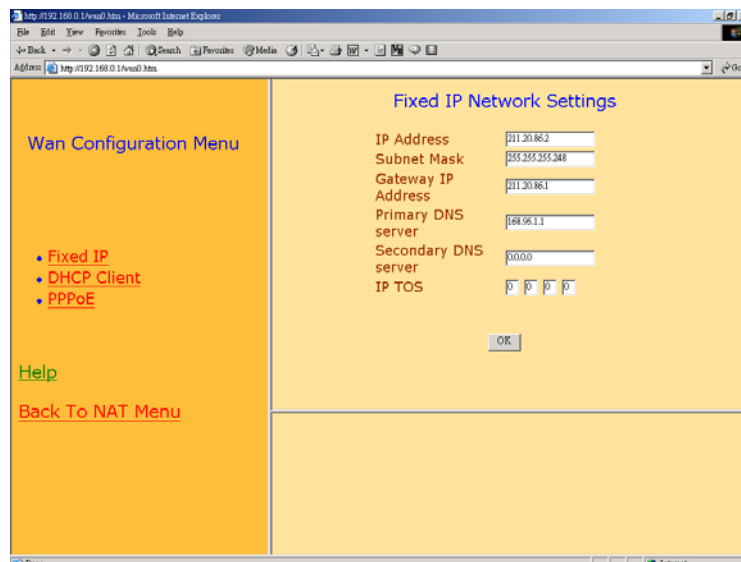 http://192.168.0.1/wan0.htm - Microsoft Internet Explorer
File Edit View Favorites Tools Help
Back Search Favorites Media
Address http://192.168.0.1/wan0.htm
Wan Configuration Menu
Fixed IP
DHCP Client
PPPoE
Help
Back To NAT Menu
Fixed IP Network Settings
IP Address 211.20.86.2
Subnet Mask 255.255.255.248
Gateway IP
Address 211.20.86.1
Primary DNS
server 168.95.1.1
Secondary DNS
server 0.0.0.0
IP TOS 0 0 0 0
OK